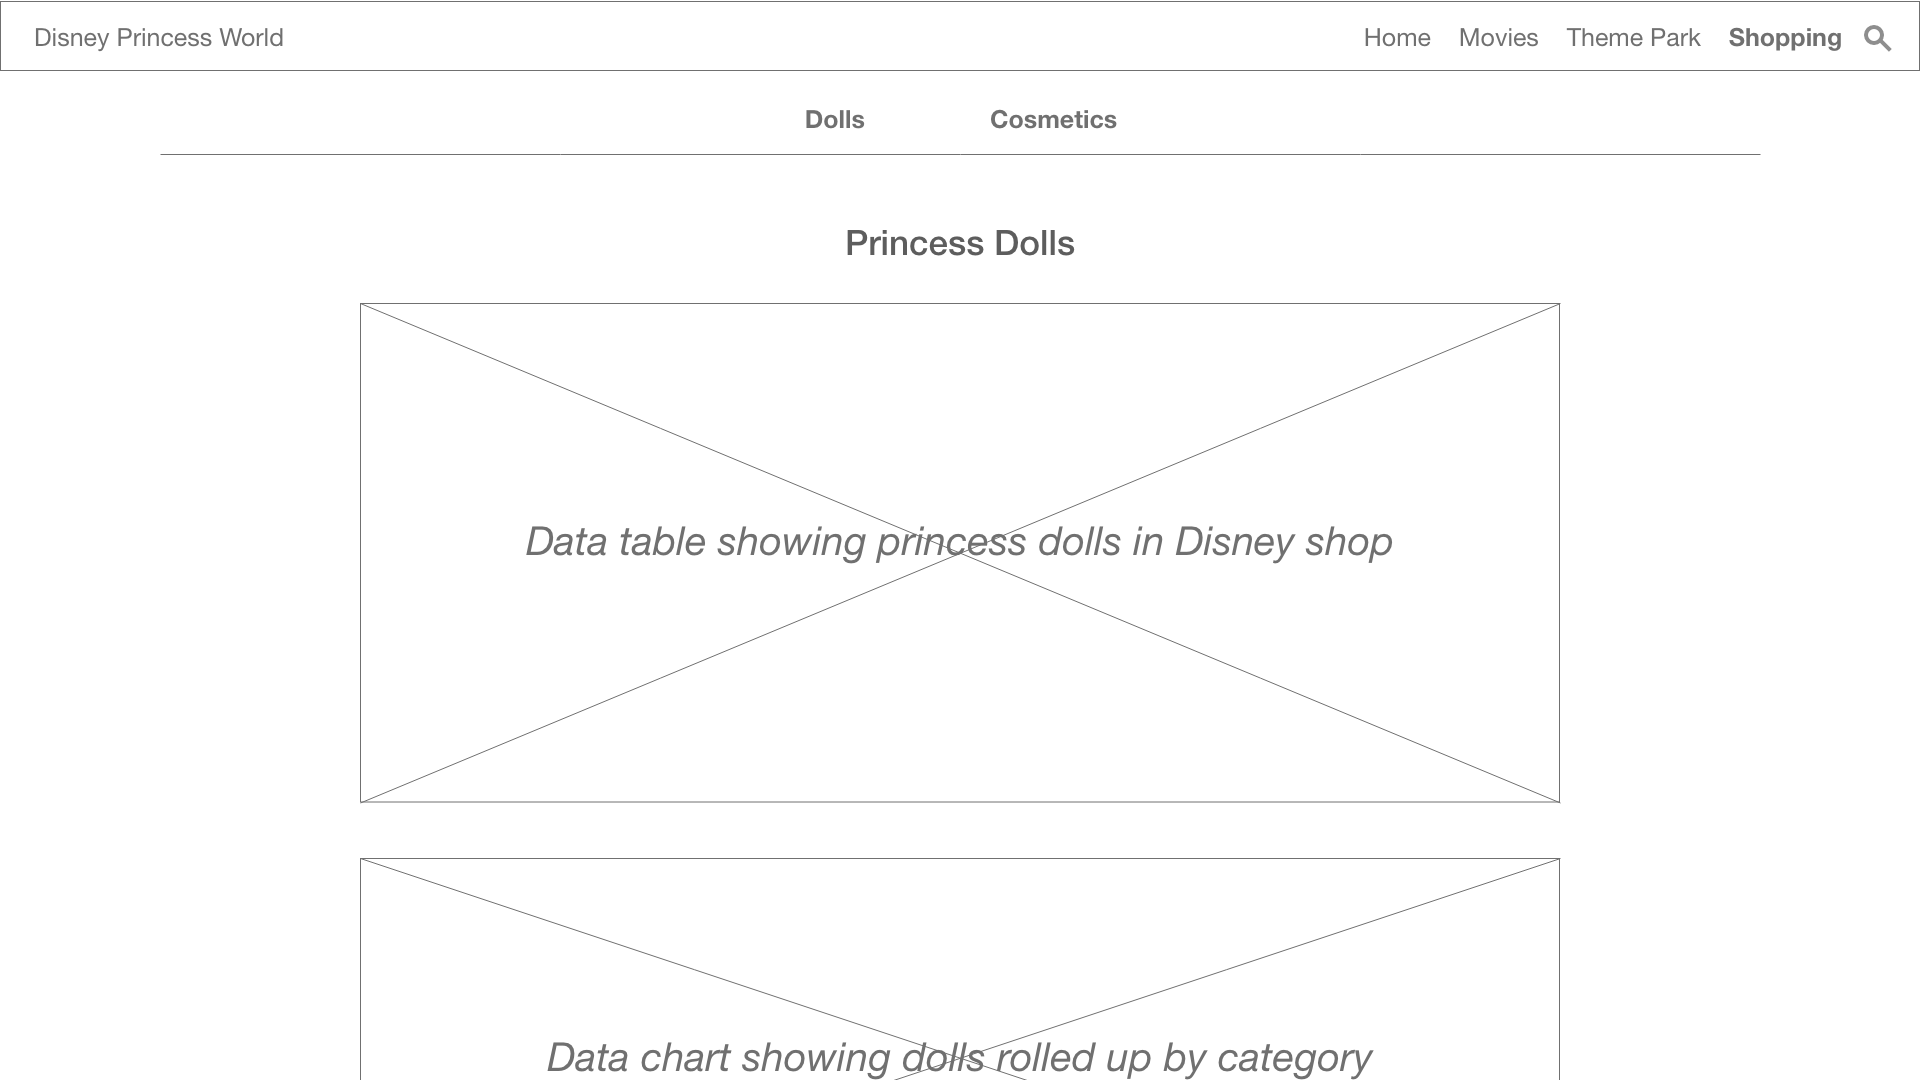 Disney Princess World
Home Movies Theme Park Shopping
Dolls Cosmetics
Princess Dolls
Data table showing princess dolls in Disney shop
Data chart showing dolls rolled up by category